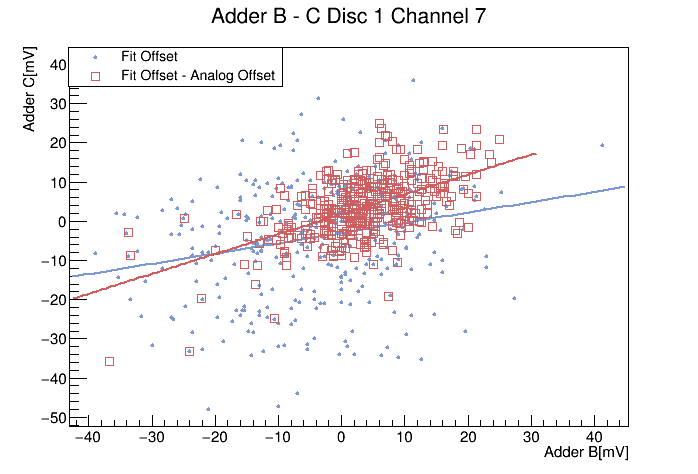 Adder B - C Disc 1 Channel 7
Adder C[mV]
Fit Offset
Fit Offset - Analog Offset
40
30
20
10
0
−10
−20
−30
−40
−50
−40 −30 −20 −10 0 10 20 30 40
Adder B[mV]